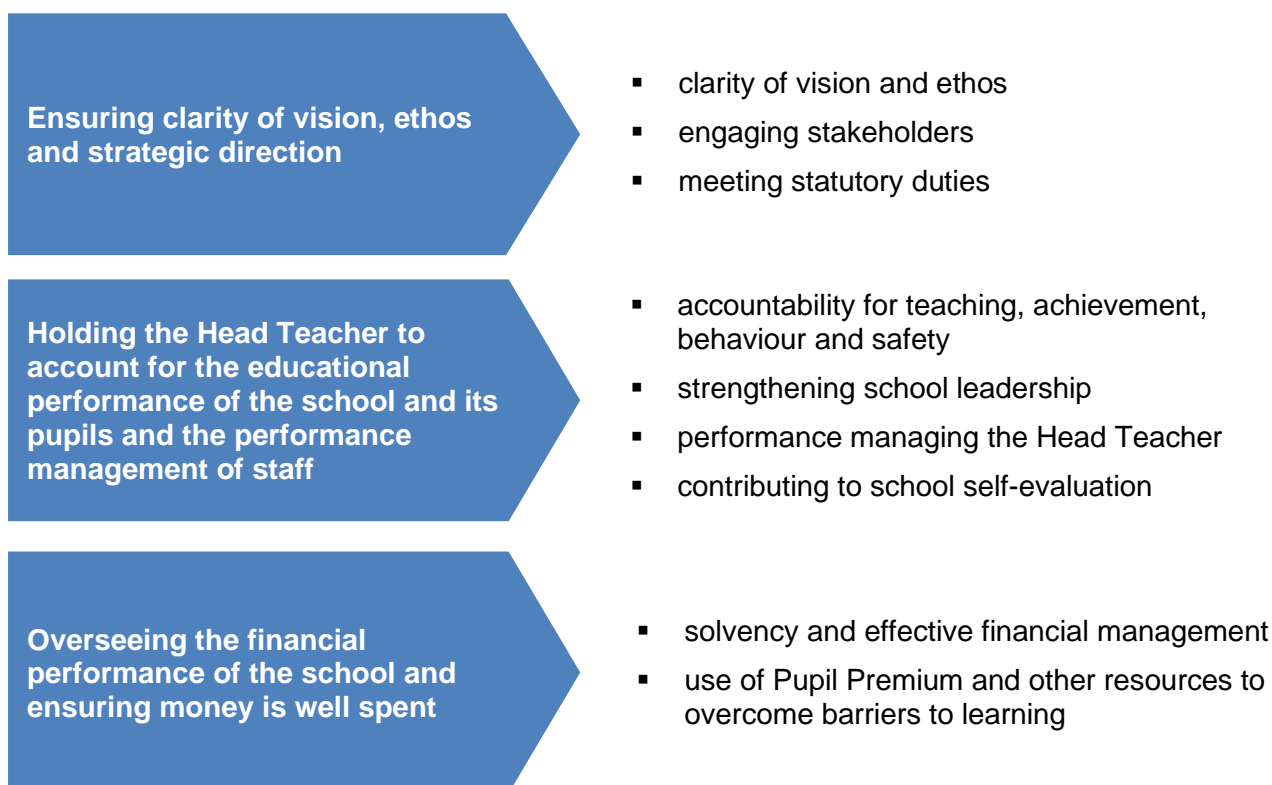 Ensuring clarity of vision, ethos
and strategic direction
▪ clarity of vision and ethos
▪ engaging stakeholders
▪ meeting statutory duties
Holding the Head Teacher to
account for the educational
performance of the school and its
pupils and the performance
management of staff
▪ accountability for teaching, achievement,
behaviour and safety
▪ strengthening school leadership
▪ performance managing the Head Teacher
▪ contributing to school self-evaluation
Overseeing the financial
performance of the school and
ensuring money is well spent
▪ solvency and effective financial management
▪ use of Pupil Premium and other resources to
overcome barriers to learning